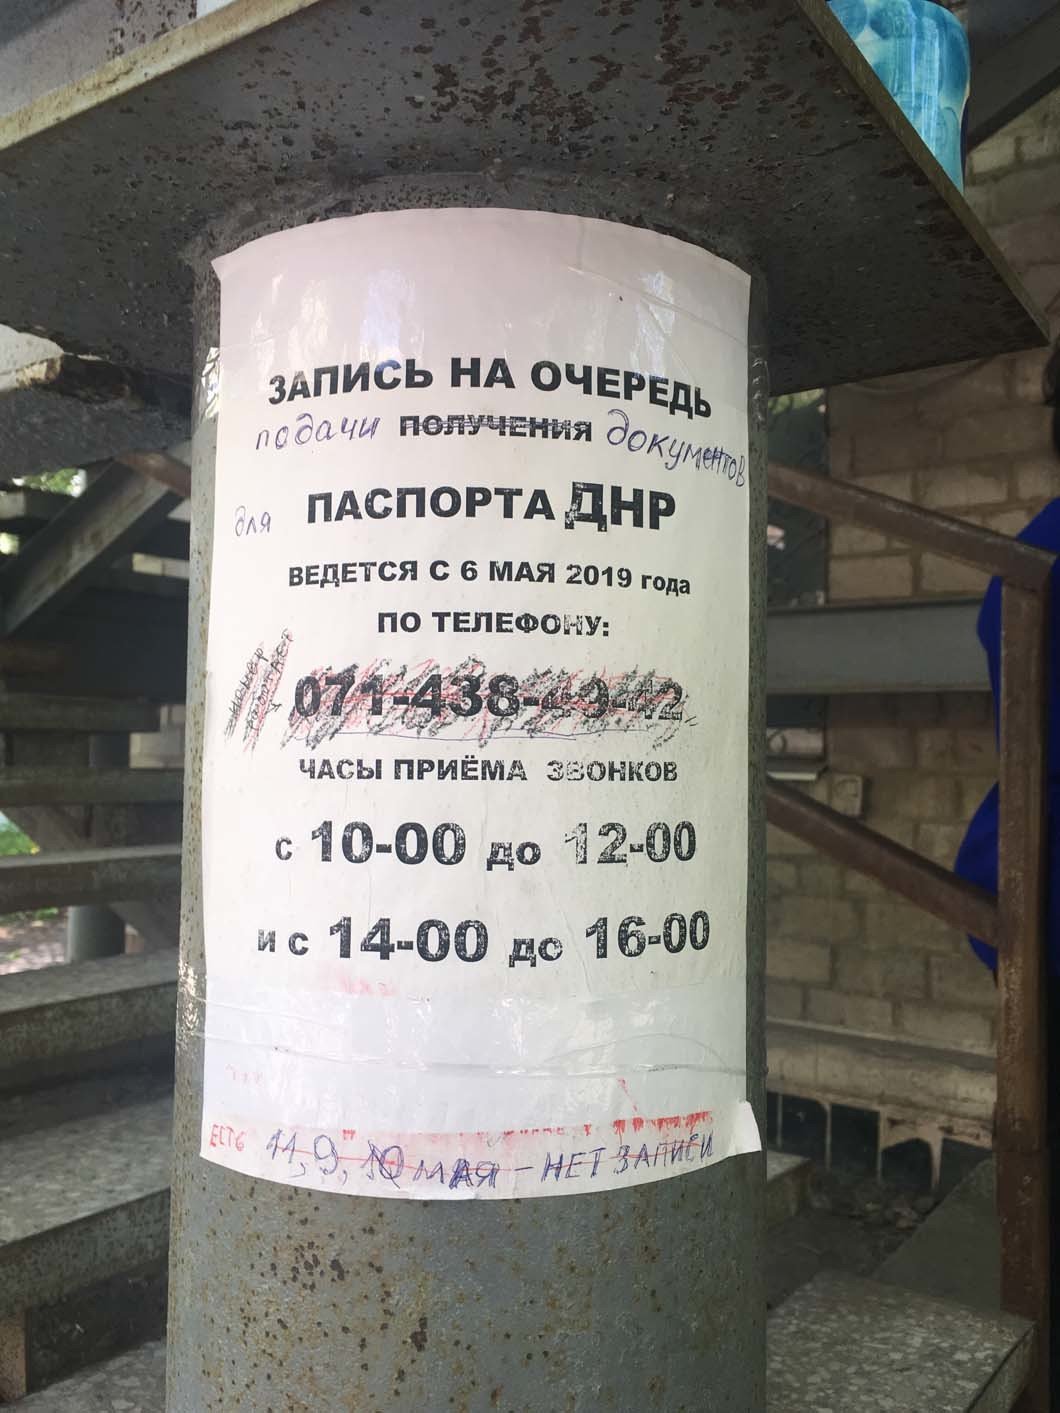 ЗАПИСЬ НА ОЧЕРЕДЬ
подачи ПОЛУЧЕНИЯ документов
для ПАСПОРТА ДНР
ВЕДЕТСЯ С 6 МАЯ 2019 года
ПО ТЕЛЕФОНУ:
071-438-49-42
ЧАСЫ ПРИЁМА ЗВОНКОВ
с 10-00 до 12-00
и с 14-00 до 16-00
ЕСТЬ 11, 9, 10 МАЯ - НЕТ ЗАПИСИ